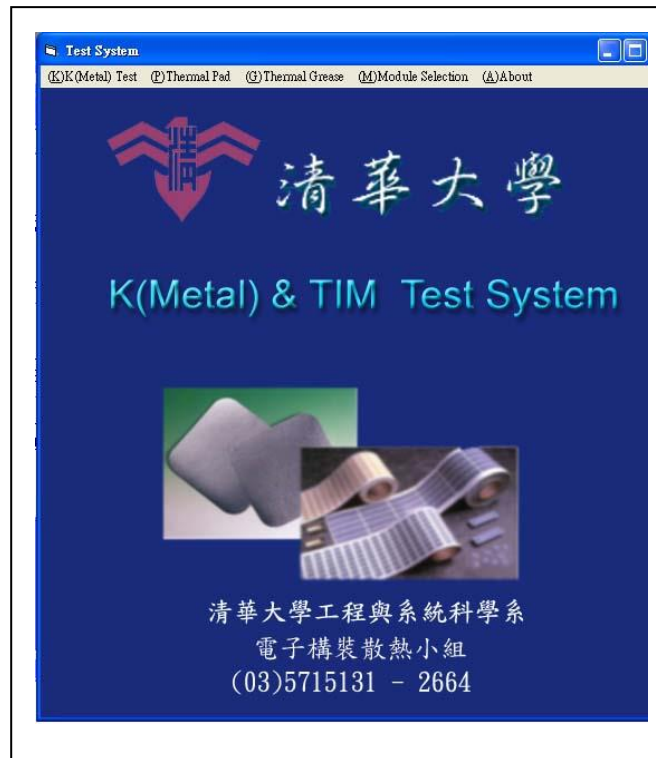 Test System
(K)K(Metal) Test (P)Thermal Pad (G)Thermal Grease (M)Module Selection (A)About
清華大學
K(Metal) & TIM Test System
清華大學工程與系統科學系
電子構裝散熱小組
(03)5715131 - 2664